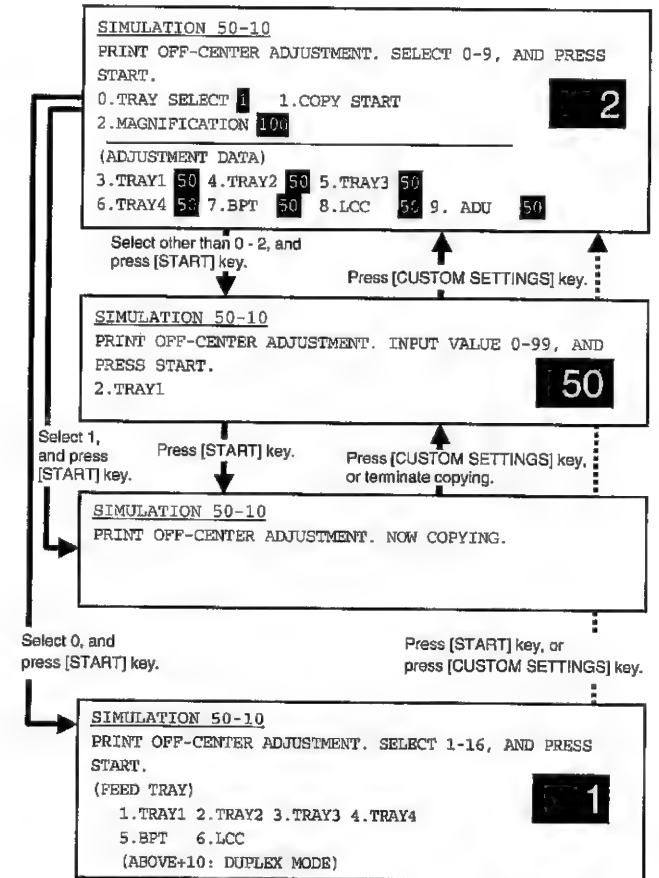 SIMULATION 50-10
PRINT OFF-CENTER ADJUSTMENT. SELECT 0-9, AND PRESS
START.
0.TRAY SELECT 1 1.COPY START
2
2.MAGNIFICATION 100
(ADJUSTMENT DATA)
3.TRAY1 50 4.TRAY2 50 5.TRAY3 50
6.TRAY4 50 7.BPT 50 8.LCC 50 9. ADU 50
Select other than 0 - 2, and
press [START] key.
Press [CUSTOM SETTINGS] key.
SIMULATION 50-10
PRINT OFF-CENTER ADJUSTMENT. INPUT VALUE 0-99, AND
PRESS START.
2.TRAY1
50
Select 1,
and press
[START] key.
Press [START] key.
Press [CUSTOM SETTINGS] key,
or terminate copying.
SIMULATION 50-10
PRINT OFF-CENTER ADJUSTMENT. NOW COPYING.
Select 0, and
press [START] key.
Press [START] key, or
press [CUSTOM SETTINGS] key.
SIMULATION 50-10
PRINT OFF-CENTER ADJUSTMENT. SELECT 1-16, AND PRESS
START.
(FEED TRAY)
1
1.TRAY1 2.TRAY2 3.TRAY3 4.TRAY4
5.BPT 6.LCC
(ABOVE+10: DUPLEX MODE)